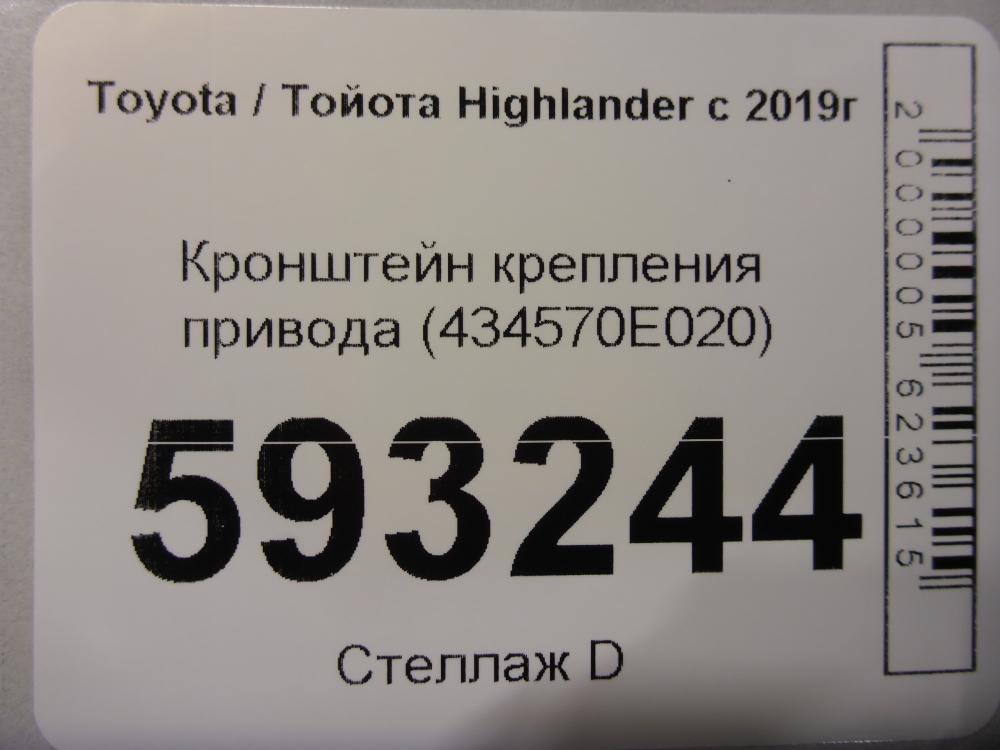 Toyota / Тойота Highlander с 2019г
Кронштейн крепления
привода (434570E020)
593244
Стеллаж D
2000005623615